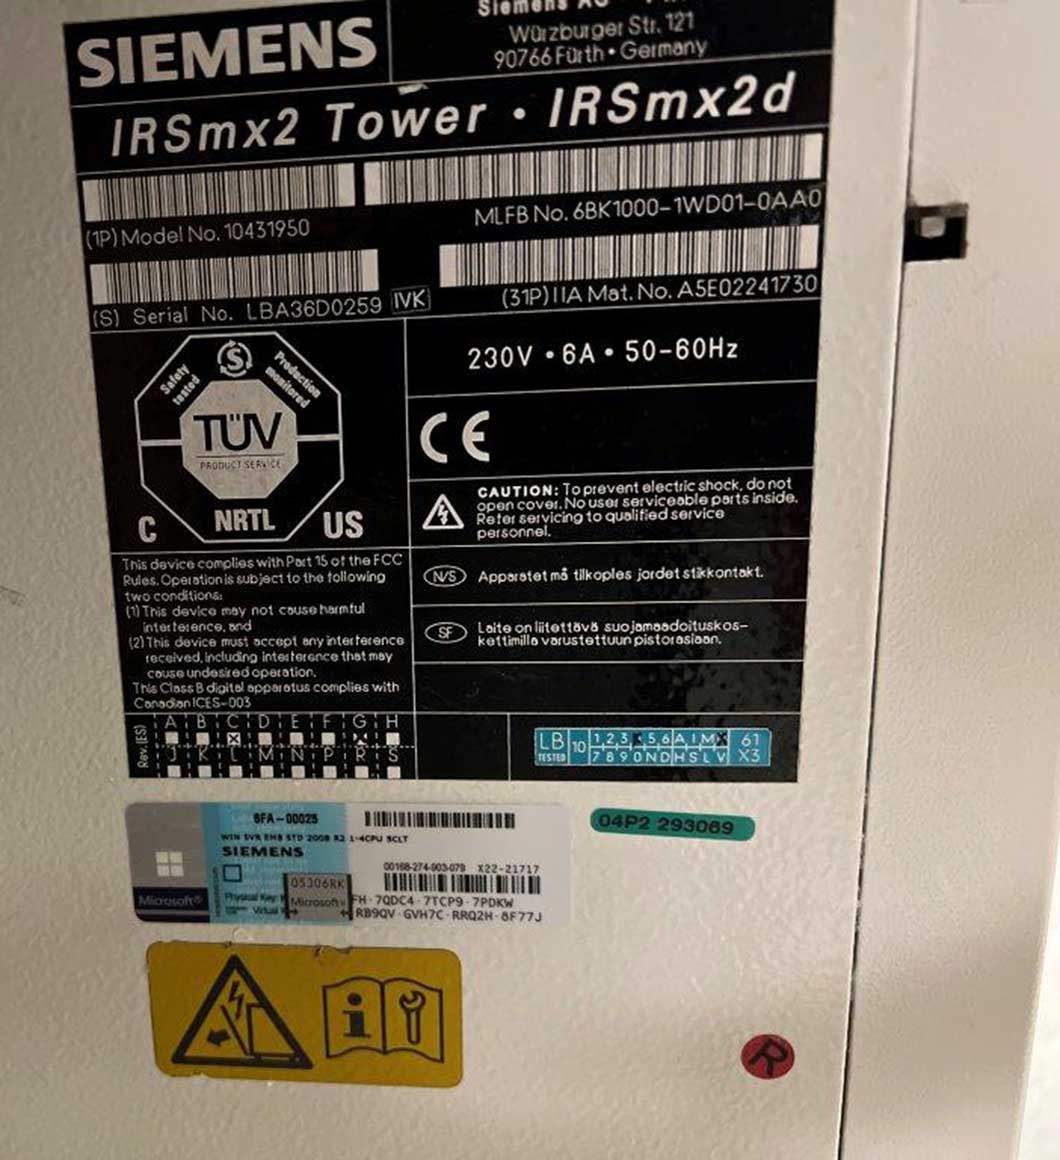 SIEMENS
Siemens AG
Würzburger Str. 121
90766 Fürth • Germany
IRSmx2 Tower • IRSmx2d
(1P) Model No. 10431950
MLFB No. 6BK1000-1WD01-0AA0
(S) Serial No. LBA36D0259 IVK
(31P) IIA Mat. No. A5E02241730
Safety tested
S
Production monitored
TÜV
PRODUCT SERVICE
C NRTL US
230V • 6A • 50-60Hz
CE
CAUTION: To prevent electric shock, do not
open cover. No user serviceable parts inside.
Refer servicing to qualified service
personnel.
N/S Apparatet må tilkoples jordet stikkontakt.
SF Laite on liitettävä suojamaadoituskos-
kettimilla varustettuun pistorasiaan.
This device complies with Part 15 of the FCC
Rules. Operation is subject to the following
two conditions:
(1) This device may not cause harmful
interference, and
(2) This device must accept any interference
received, including interference that may
cause undesired operation.
This Class B digital apparatus complies with
Canadian ICES-003
Rev. (ES)
A B C D E F G H
J K L M N P R S
LB 10 1 2 3 5 6 A I M 61
TESTED 7 8 9 0 N D H S L V X3
6FA-00025
WIN SVR EMB STD 2008 R2 1-4CPU SCLT
SIEMENS
00168-274-003-079 X22-21717
05306RK
Microsoft®
Microsoft®
Physical Key:
FH-7QDC4-7TCP9-7PDKW
Virtual
RB9QV-GVH7C-RRQ2H-8F77J
04P2 293069
i
R